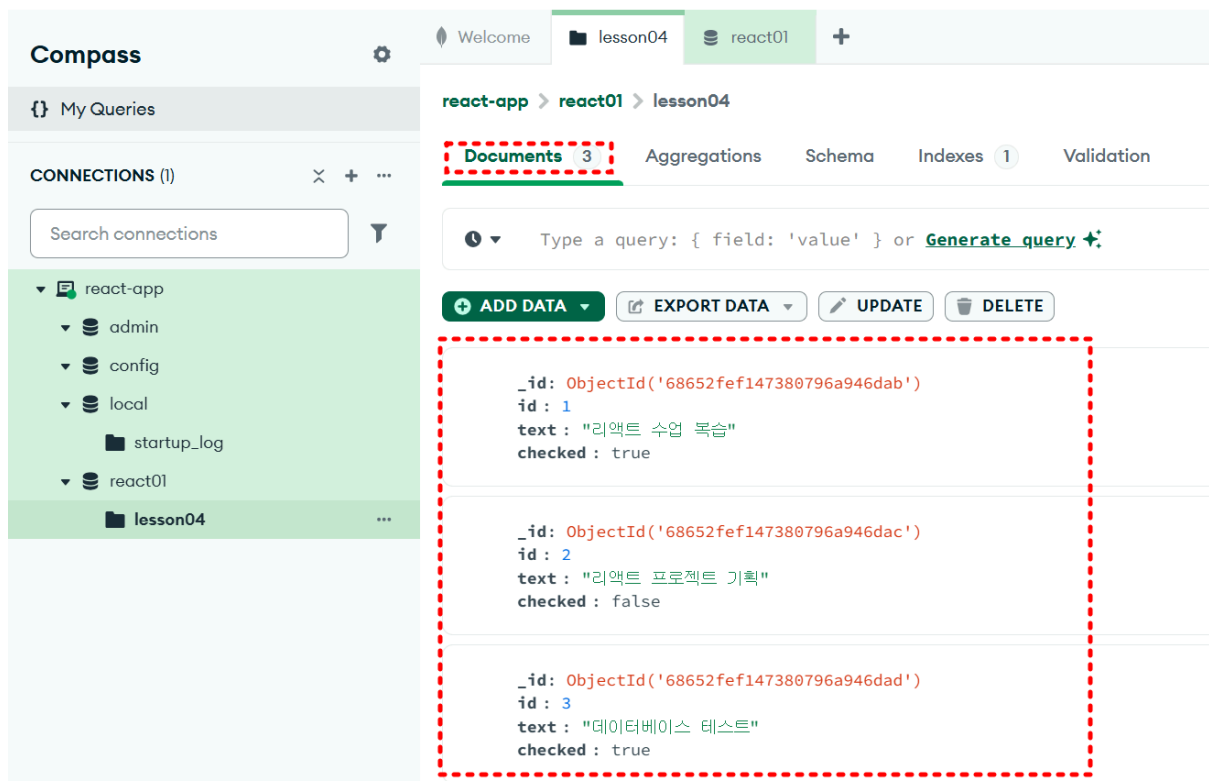 Compass
{} My Queries
CONNECTIONS (1)
Search connections
react-app
admin
config
local
startup_log
react01
lesson04
Welcome
lesson04
react01
react-app > react01 > lesson04
Documents 3 Aggregations Schema Indexes 1 Validation
Type a query: { field: 'value' } or Generate query
ADD DATA EXPORT DATA UPDATE DELETE
_id: ObjectId('68652fef147380796a946dab')
id : 1
text : "리액트 수업 복습"
checked : true
_id: ObjectId('68652fef147380796a946dac')
id : 2
text : "리액트 프로젝트 기획"
checked : false
_id: ObjectId('68652fef147380796a946dad')
id : 3
text : "데이터베이스 테스트"
checked : true